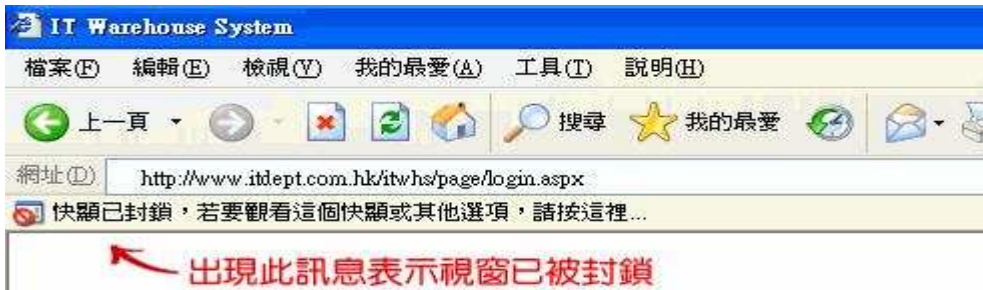 IT Warehouse System
檔案(F) 編輯(E) 檢視(V) 我的最愛(A) 工具(T) 說明(H)
上一頁 搜尋 我的最愛
網址(D) http://www.itdept.com.hk/itwhs/page/login.aspx
快顯已封鎖，若要觀看這個快顯或其他選項，請按這裡...
出現此訊息表示視窗已被封鎖